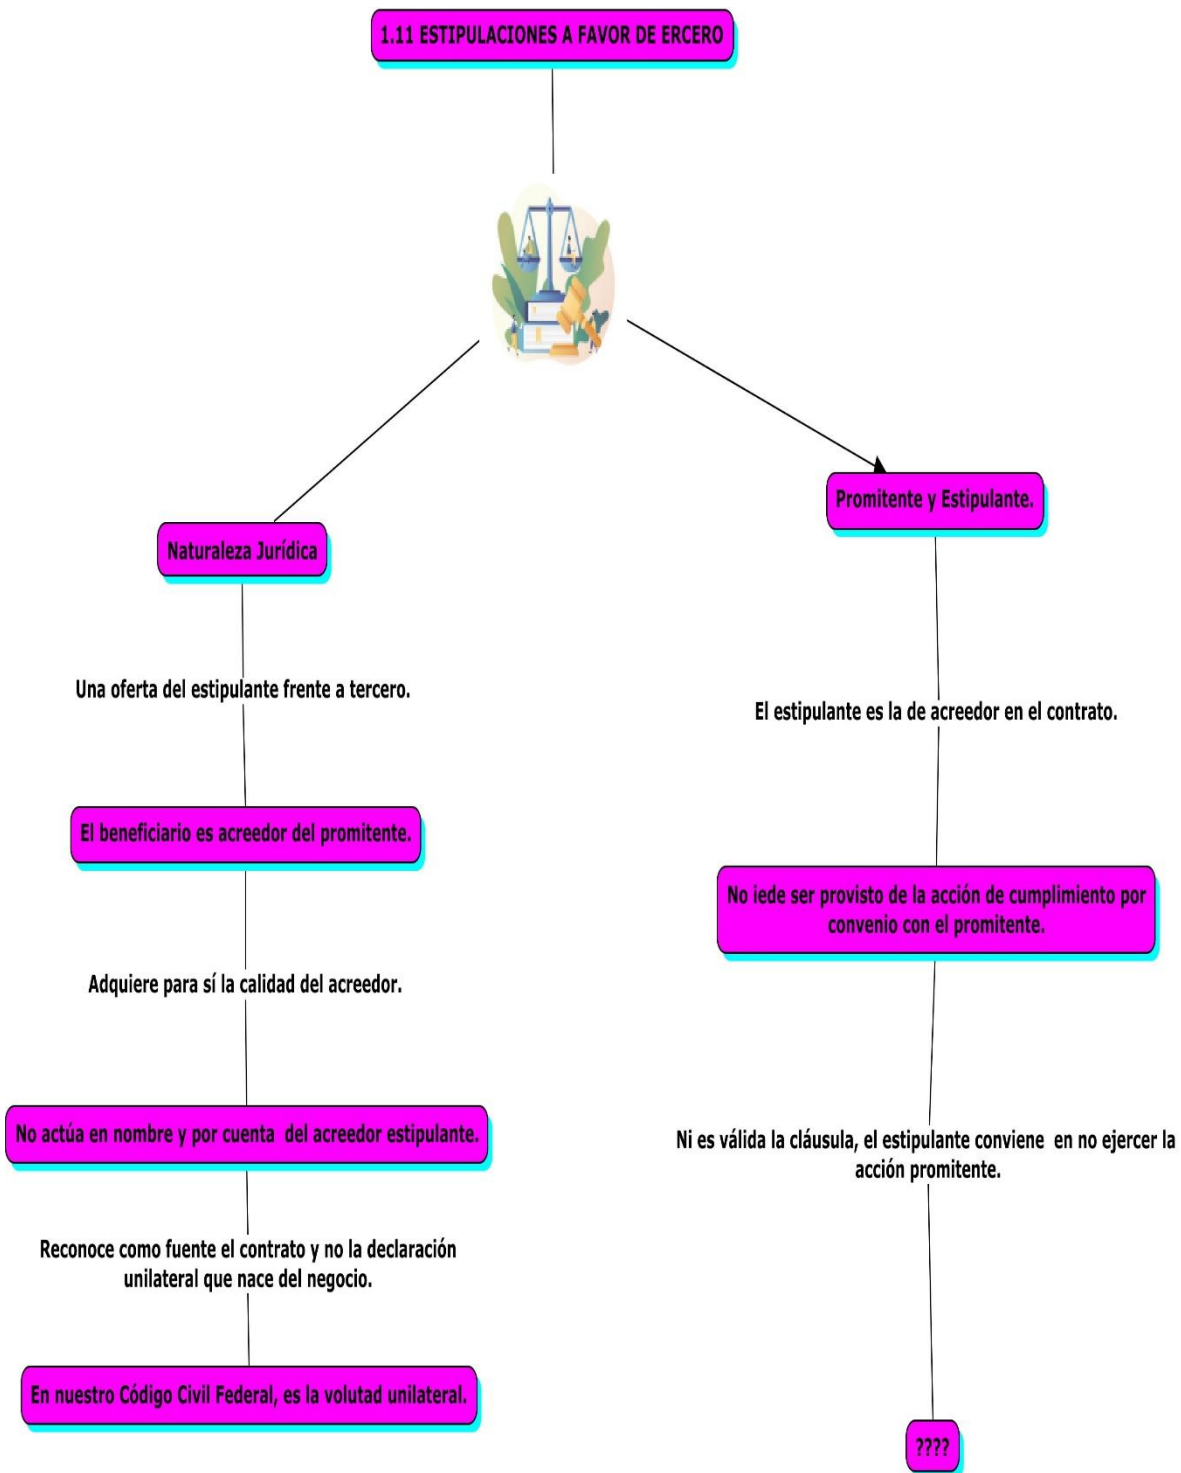 1.11 ESTIPULACIONES A FAVOR DE ERCERO
Naturaleza Jurídica
Una oferta del estipulante frente a tercero.
El beneficiario es acreedor del promitente.
Adquiere para sí la calidad del acreedor.
No actúa en nombre y por cuenta del acreedor estipulante.
Reconoce como fuente el contrato y no la declaración
unilateral que nace del negocio.
En nuestro Código Civil Federal, es la volutad unilateral.
Promitente y Estipulante.
El estipulante es la de acreedor en el contrato.
No iede ser provisto de la acción de cumplimiento por
convenio con el promitente.
Ni es válida la cláusula, el estipulante conviene en no ejercer la
acción promitente.
????